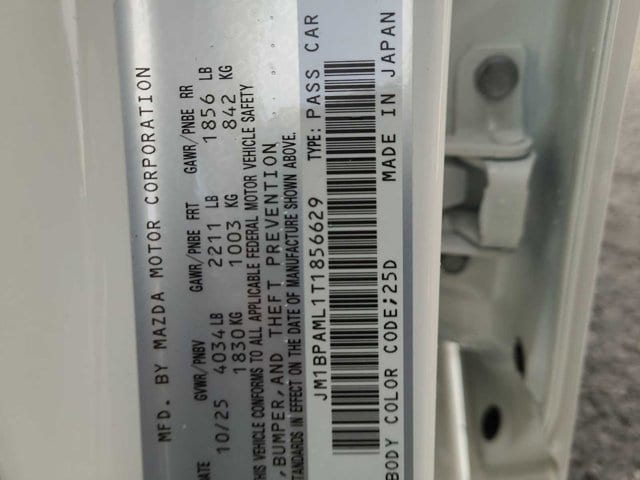 MFD. BY MAZDA MOTOR CORPORATION
ATE GVWR/PNBV GAWR/PNBE FRT GAWR/PNBE RR
10/25 4034LB 2211 LB 1856 LB
1830KG 1003 KG 842 KG
HIS VEHICLE CONFORMS TO ALL APPLICABLE FEDERAL MOTOR VEHICLE SAFETY
,BUMPER,AND THEFT PREVENTION
TANDARDS IN EFFECT ON THE DATE OF MANUFACTURE SHOWN ABOVE.
JM1BPAML1T1856629 TYPE: PASS CAR
BODY COLOR CODE;25D MADE IN JAPAN